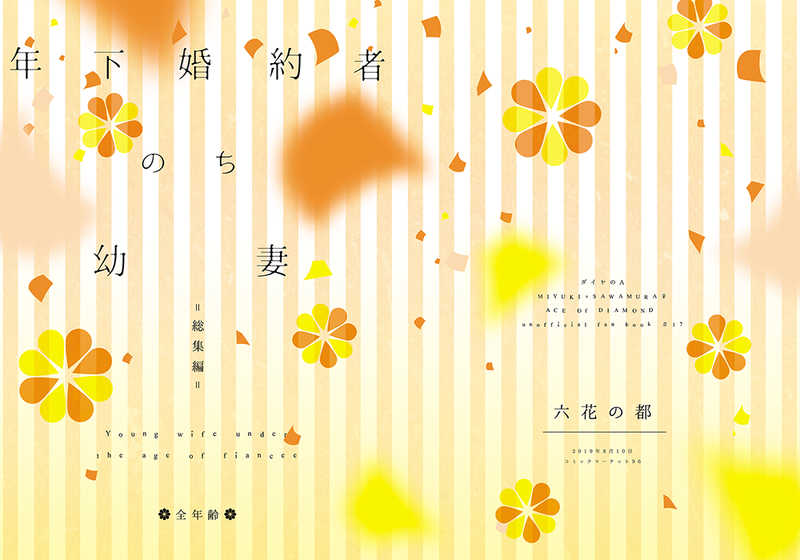 年下婚約者
のち
幼妻
=総集編=
Young wife under
the age of fiancee
全年齢
ダイヤのA
MIYUKI×SAWAMURA♀
ACE OF DIAMOND
unofficial fan book #17
六花の都
2019年8月10日
コミックマーケット96